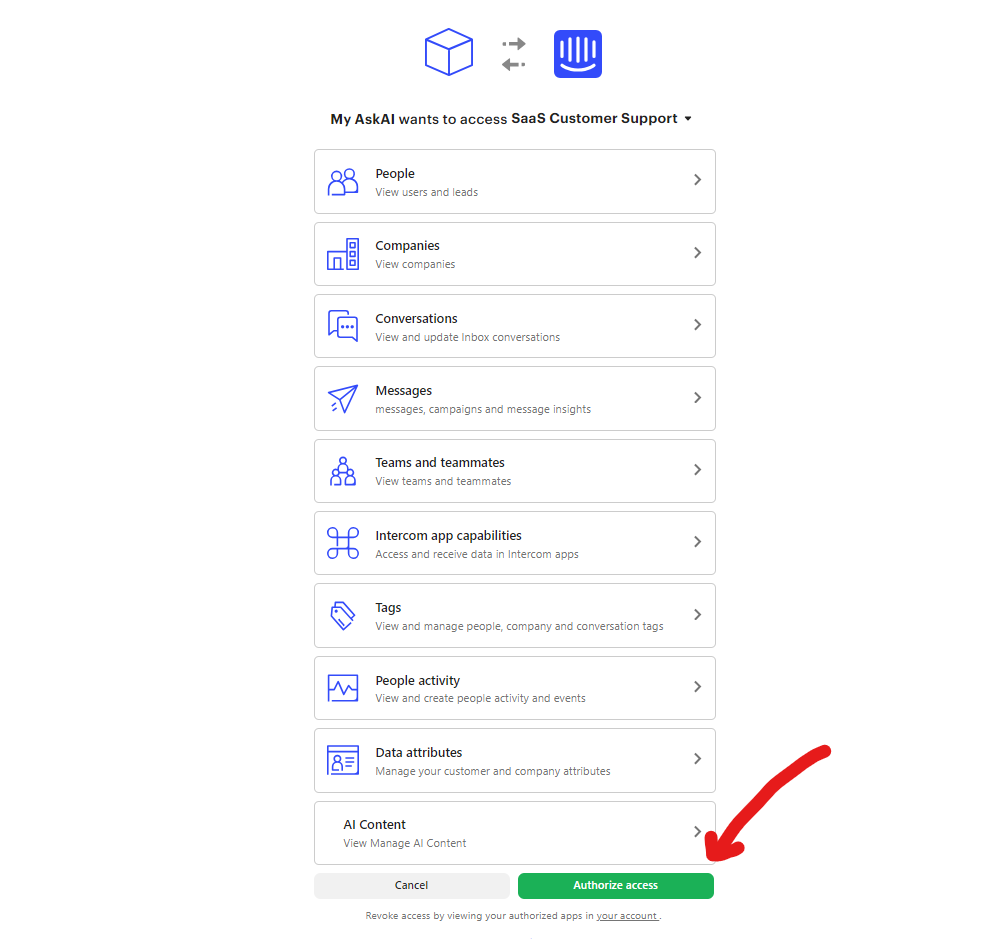 My AskAI wants to access SaaS Customer Support
People
View users and leads
Companies
View companies
Conversations
View and update Inbox conversations
Messages
messages, campaigns and message insights
Teams and teammates
View teams and teammates
Intercom app capabilities
Access and receive data in Intercom apps
Tags
View and manage people, company and conversation tags
People activity
View and create people activity and events
Data attributes
Manage your customer and company attributes
AI Content
View Manage AI Content
Cancel
Authorize access
Revoke access by viewing your authorized apps in your account .